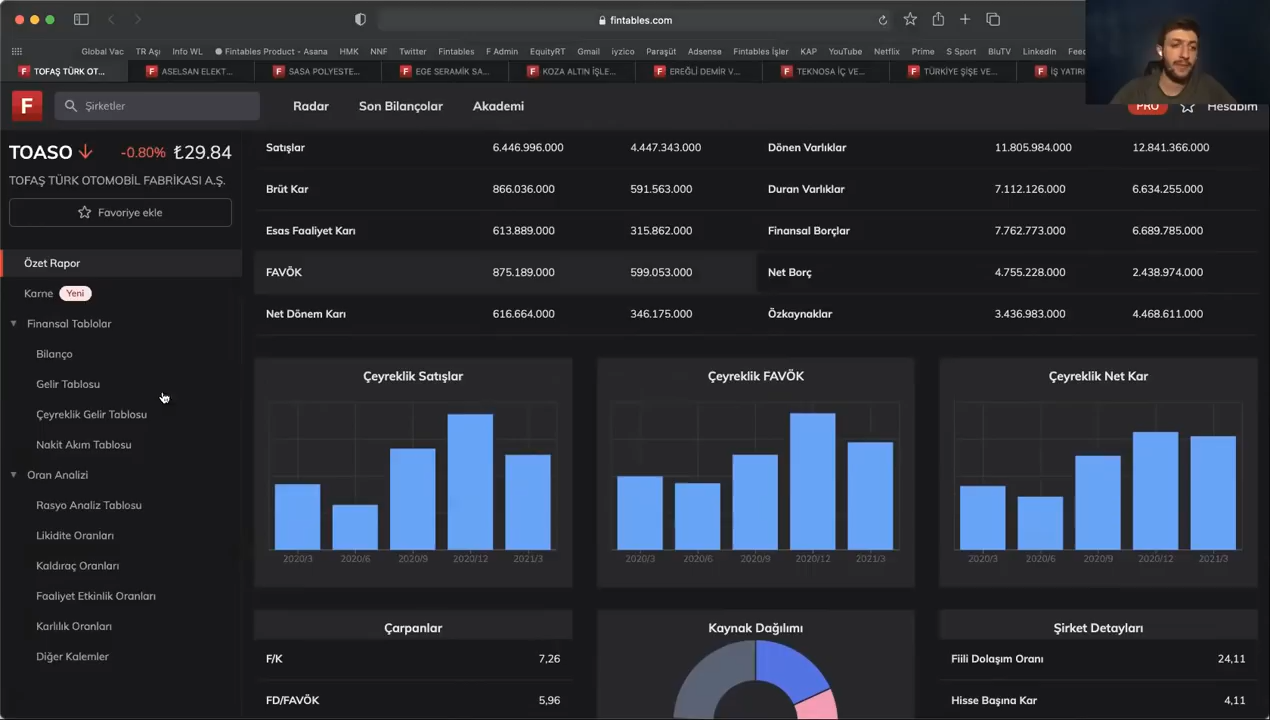 fintables.com
Global Vac TR Aşı Info WL Fintables Product - Asana HMK NNF Twitter Fintables F Admin EquityRT Gmail iyzico Paraşüt Adsense Fintables İşler KAP YouTube Netflix Prime S Sport BluTV LinkedIn
F TOFAŞ TÜRK OT... F ASELSAN ELEKT... F SASA POLYESTE... F EGE SERAMİK SA... F KOZA ALTIN İŞLE... F EREĞLİ DEMİR V... F TEKNOSA İÇ VE... F TÜRKİYE ŞİŞE VE... F İŞ YATIRI
F Şirketler Radar Son Bilançolar Akademi PRO Hesabım
TOASO -0.80% ₺29.84
TOFAŞ TÜRK OTOMOBİL FABRİKASI A.Ş.
Favoriye ekle
Özet Rapor
Karne Yeni
Finansal Tablolar
Bilanço
Gelir Tablosu
Çeyreklik Gelir Tablosu
Nakit Akım Tablosu
Oran Analizi
Rasyo Analiz Tablosu
Likidite Oranları
Kaldıraç Oranları
Faaliyet Etkinlik Oranları
Karlılık Oranları
Diğer Kalemler
Satışlar 6.446.996.000 4.447.343.000
Brüt Kar 866.036.000 591.563.000
Esas Faaliyet Karı 613.889.000 315.862.000
FAVÖK 875.189.000 599.053.000
Net Dönem Karı 616.664.000 346.175.000
Dönen Varlıklar 11.805.984.000 12.841.366.000
Duran Varlıklar 7.112.126.000 6.634.255.000
Finansal Borçlar 7.762.773.000 6.689.785.000
Net Borç 4.755.228.000 2.438.974.000
Özkaynaklar 3.436.983.000 4.468.611.000
Çeyreklik Satışlar
2020/3 2020/6 2020/9 2020/12 2021/3
Çeyreklik FAVÖK
2020/3 2020/6 2020/9 2020/12 2021/3
Çeyreklik Net Kar
2020/3 2020/6 2020/9 2020/12 2021/3
Çarpanlar
F/K 7,26
FD/FAVÖK 5,96
Kaynak Dağılımı
Şirket Detayları
Fiili Dolaşım Oranı 24,11
Hisse Başına Kar 4,11